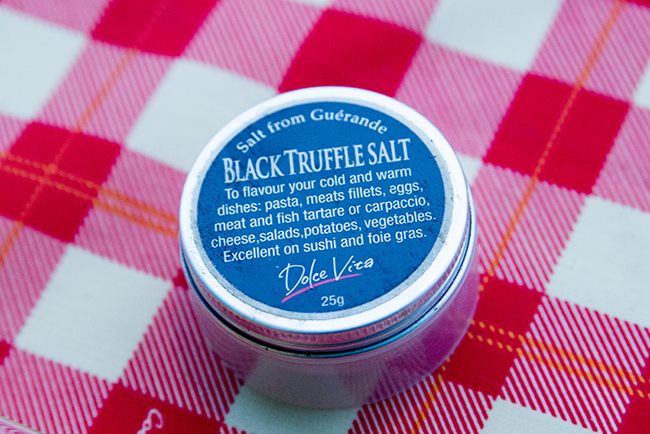 Salt from Guérande
BLACK TRUFFLE SALT
To flavour your cold and warm
dishes: pasta, meats fillets, eggs,
meat and fish tartare or carpaccio,
cheese,salads,potatoes, vegetables.
Excellent on sushi and foie gras.
Dolce Vita
25g